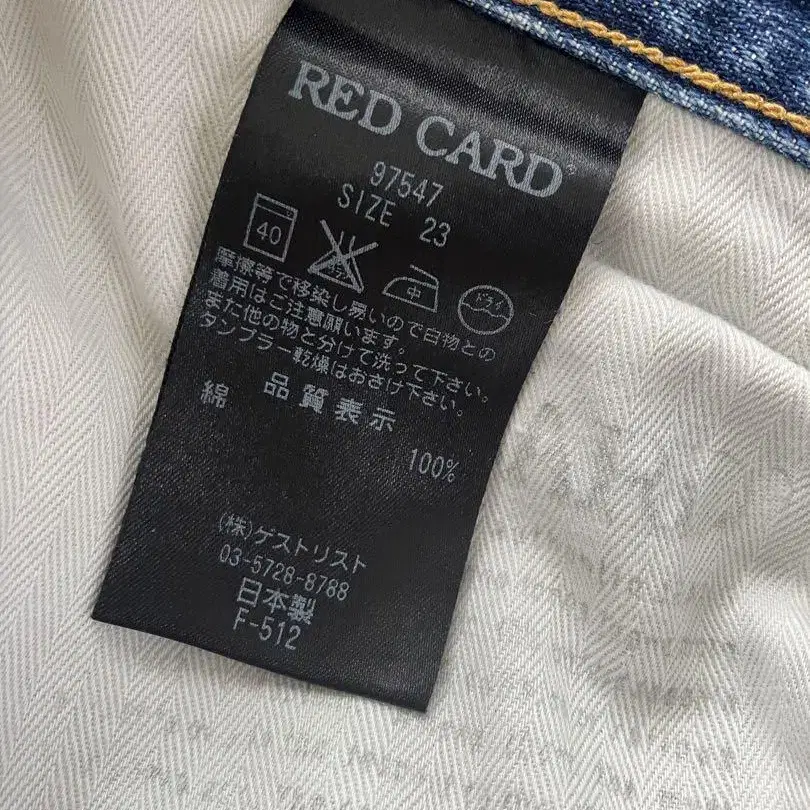 RED CARD
97547
SIZE 23
40
中
ドライ
摩擦等で移染し易いので白物との
着用はご注意願います。
また他の物と分けて洗って下さい。
タンブラー乾燥はおさけ下さい。
品質表示
綿 100%
(株)ゲストリスト
03-5728-8788
日本製
F-512